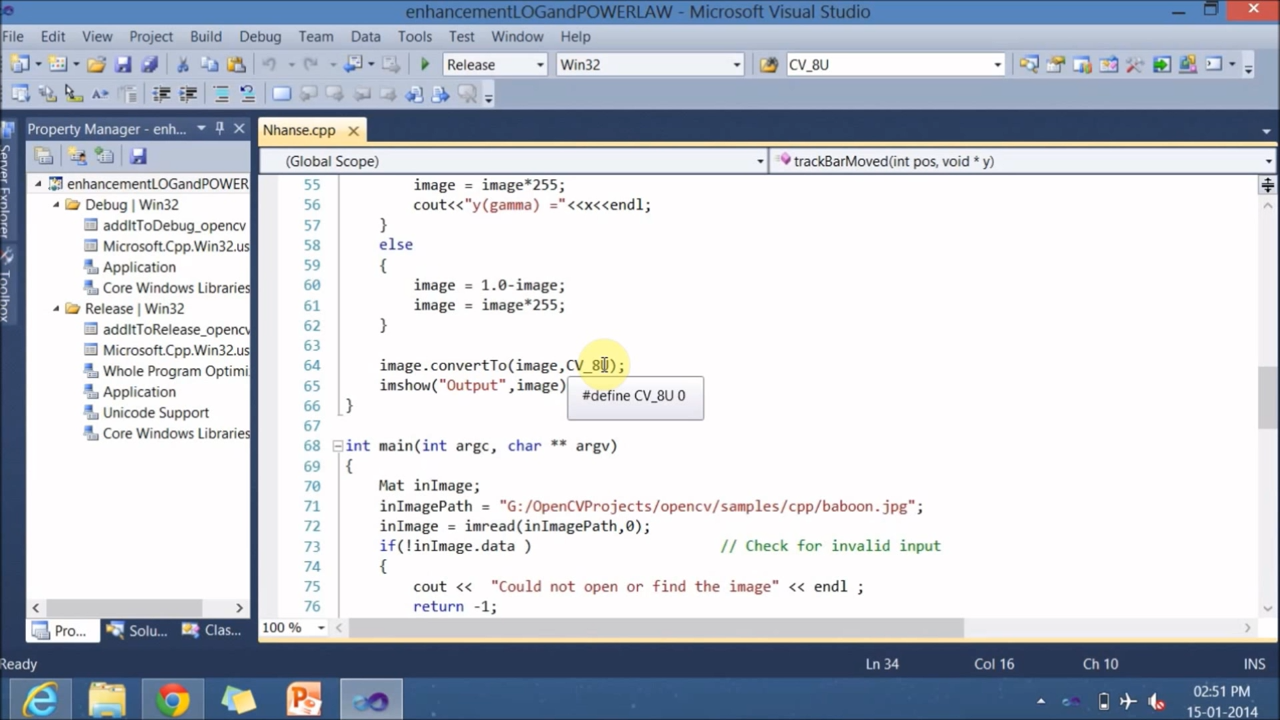 enhancementLOGandPOWERLAW - Microsoft Visual Studio
File Edit View Project Build Debug Team Data Tools Test Window Help
Release Win32 CV_8U
Property Manager - enh...
Nhanse.cpp
(Global Scope) trackBarMoved(int pos, void * y)
Server Explorer
Toolbox
enhancementLOGandPOWER
Debug | Win32
addItToDebug_opencv
Microsoft.Cpp.Win32.us
Application
Core Windows Libraries
Release | Win32
addItToRelease_opencv
Microsoft.Cpp.Win32.us
Whole Program Optimi
Application
Unicode Support
Core Windows Libraries
55 image = image*255;
56 cout<<"y(gamma) ="<<x<<endl;
57 }
58 else
59 {
60 image = 1.0-image;
61 image = image*255;
62 }
63
64 image.convertTo(image,CV_8U);
65 imshow("Output",image)
#define CV_8U 0
66 }
67
68 int main(int argc, char ** argv)
69 {
70 Mat inImage;
71 inImagePath = "G:/OpenCVProjects/opencv/samples/cpp/baboon.jpg";
72 inImage = imread(inImagePath,0);
73 if(!inImage.data ) // Check for invalid input
74 {
75 cout << "Could not open or find the image" << endl ;
76 return -1;
Pro... Solu... Clas...
100 %
Ready Ln 34 Col 16 Ch 10 INS
02:51 PM
15-01-2014